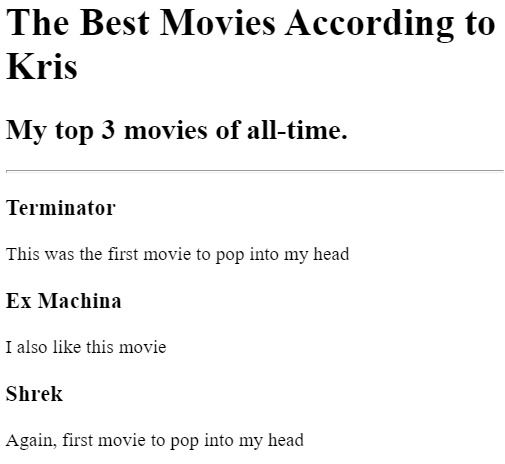 The Best Movies According to
Kris
My top 3 movies of all-time.
Terminator
This was the first movie to pop into my head
Ex Machina
I also like this movie
Shrek
Again, first movie to pop into my head